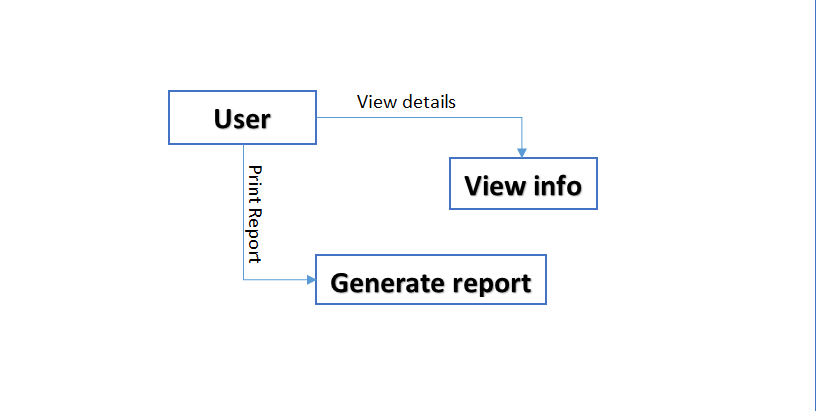 View details
User
View info
Print Report
Generate report